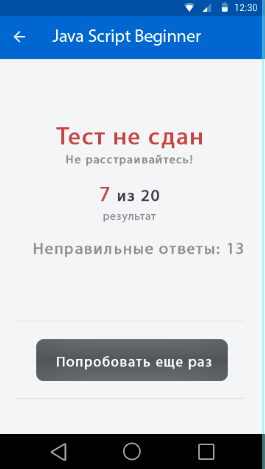 12:30
Java Script Beginner
Тест не сдан
Не расстраивайтесь!
7 из 20
результат
Неправильные ответы: 13
Попробовать еще раз